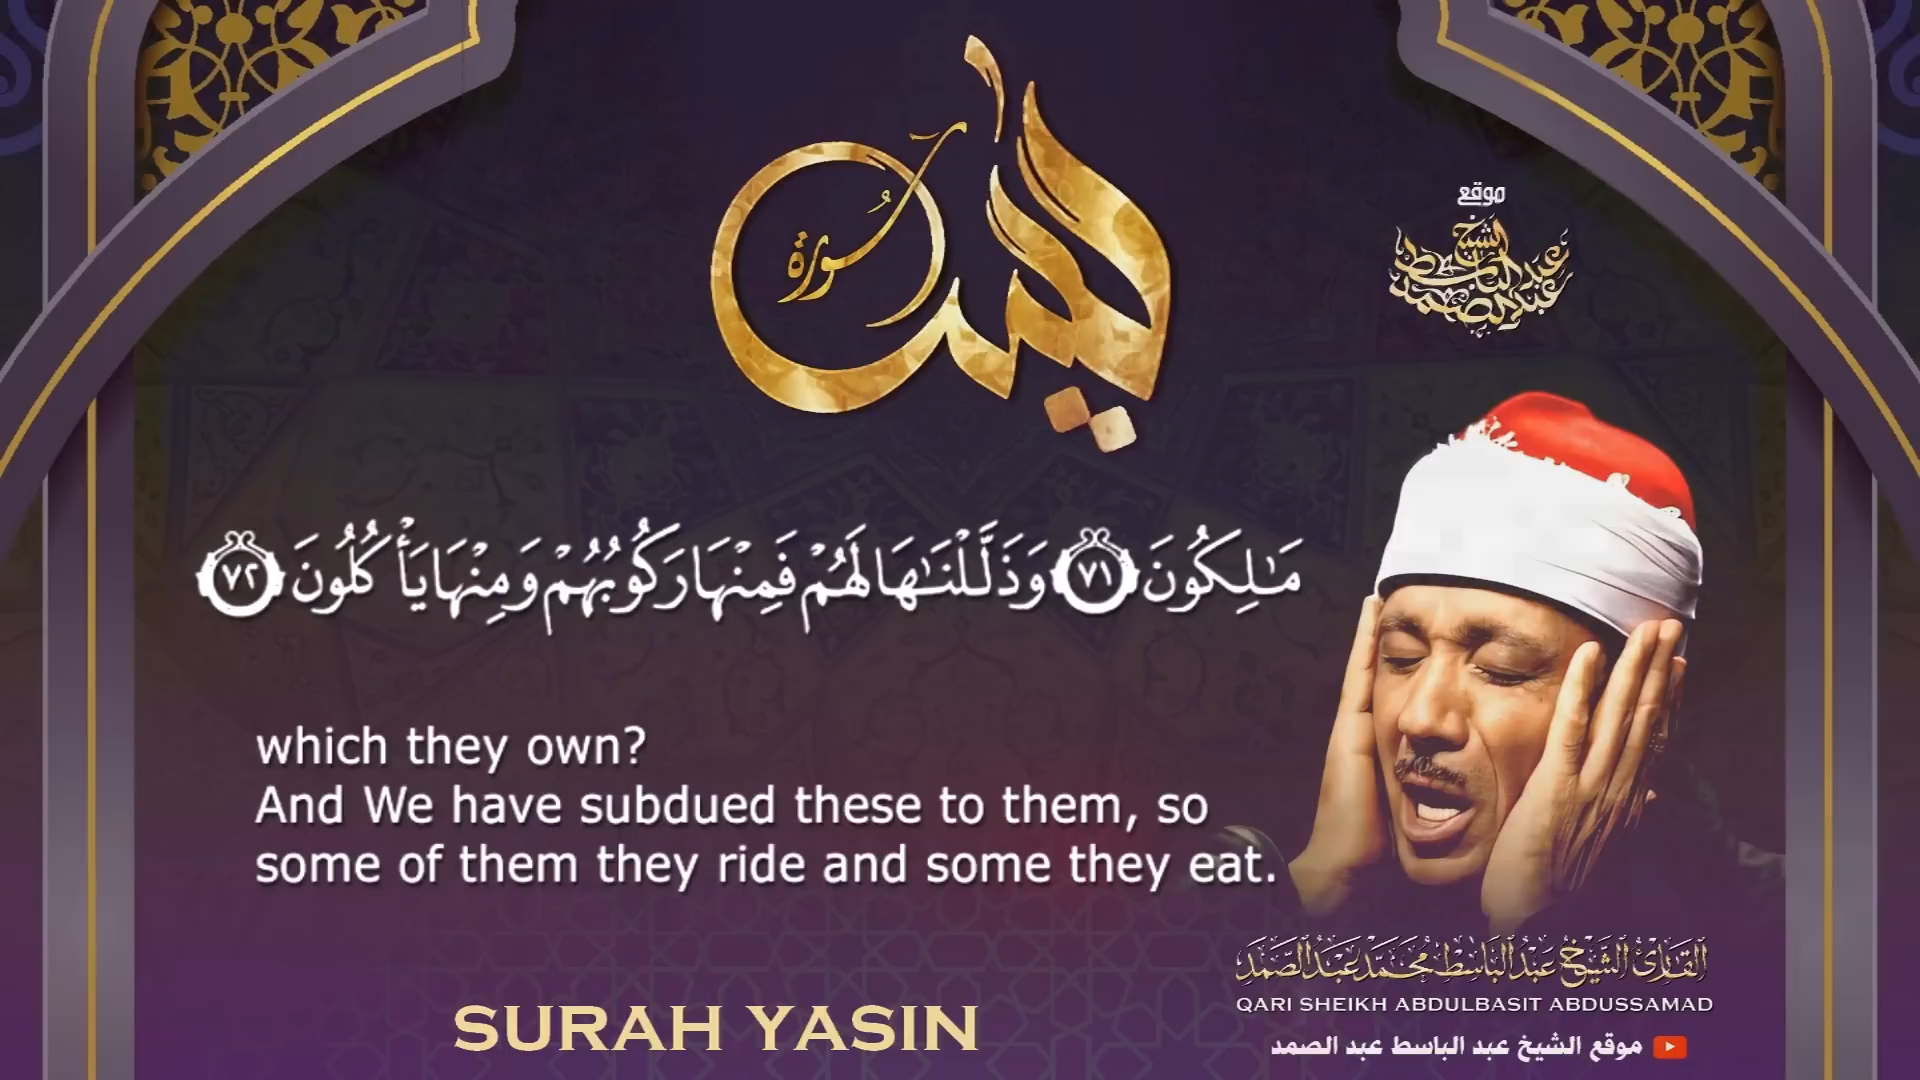 سورة
يس
موقع
الشيخ
عبد الباسط
عبد الصمد
مَـٰلِكُونَ ٧١ وَذَلَّلْنَـٰهَا لَهُمْ فَمِنْهَا رَكُوبُهُمْ وَمِنْهَا يَأْكُلُونَ ٧٢
which they own?
And We have subdued these to them, so
some of them they ride and some they eat.
القارئ الشيخ عبد الباسط محمد عبد الصمد
QARI SHEIKH ABDULBASIT ABDUSSAMAD
SURAH YASIN
موقع الشيخ عبد الباسط عبد الصمد